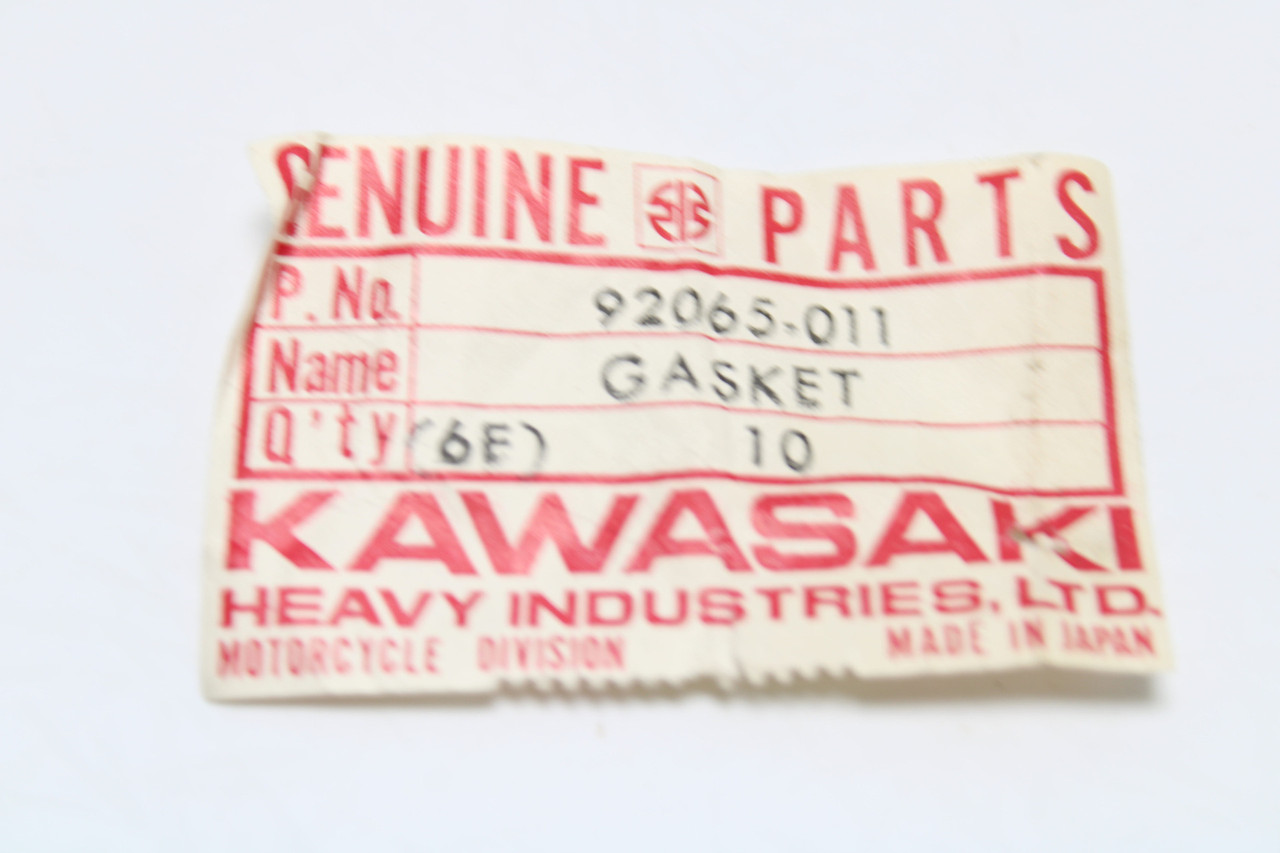 GENUINE PARTS
P. No. 92065-011
Name GASKET
Q'ty (6E) 10
KAWASAKI
HEAVY INDUSTRIES, LTD.
MOTORCYCLE DIVISION MADE IN JAPAN